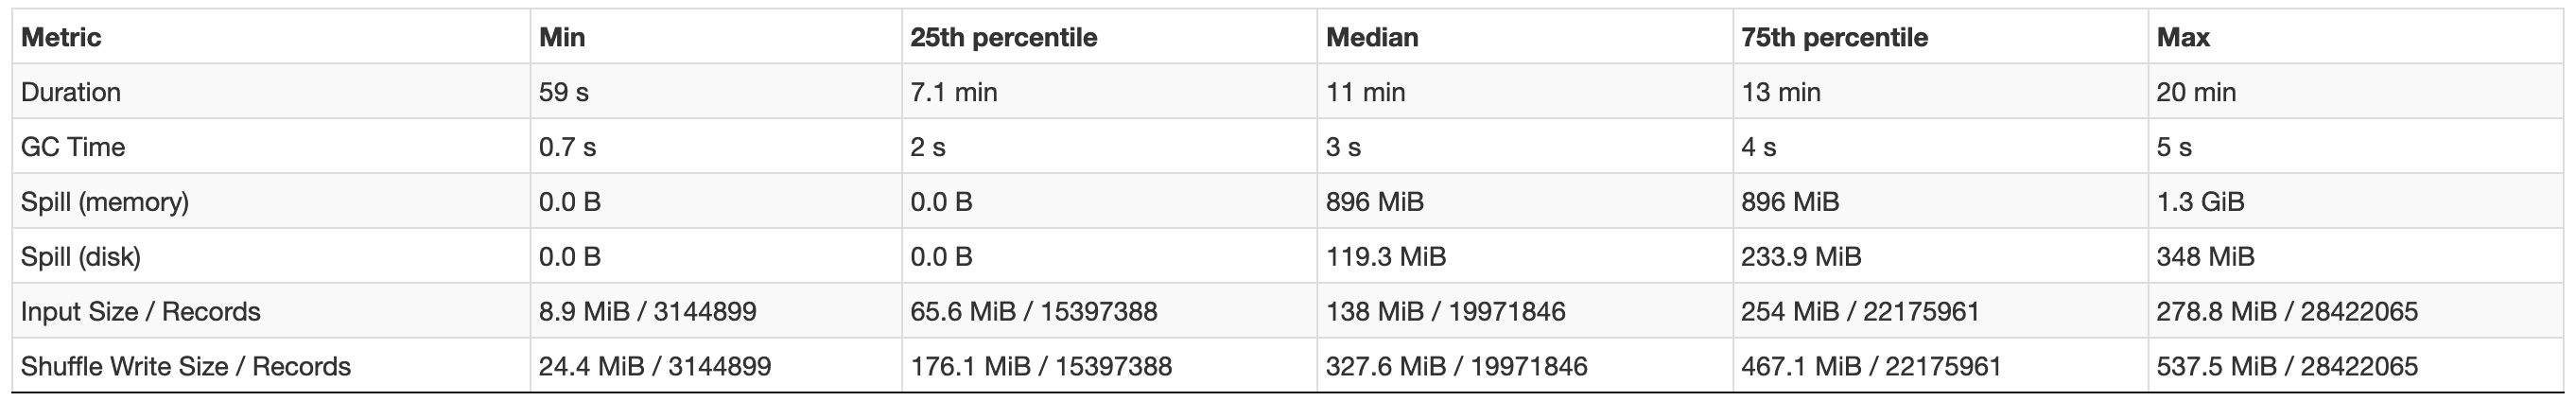 Metric Min 25th percentile Median 75th percentile Max
Duration 59 s 7.1 min 11 min 13 min 20 min
GC Time 0.7 s 2 s 3 s 4 s 5 s
Spill (memory) 0.0 B 0.0 B 896 MiB 896 MiB 1.3 GiB
Spill (disk) 0.0 B 0.0 B 119.3 MiB 233.9 MiB 348 MiB
Input Size / Records 8.9 MiB / 3144899 65.6 MiB / 15397388 138 MiB / 19971846 254 MiB / 22175961 278.8 MiB / 28422065
Shuffle Write Size / Records 24.4 MiB / 3144899 176.1 MiB / 15397388 327.6 MiB / 19971846 467.1 MiB / 22175961 537.5 MiB / 28422065